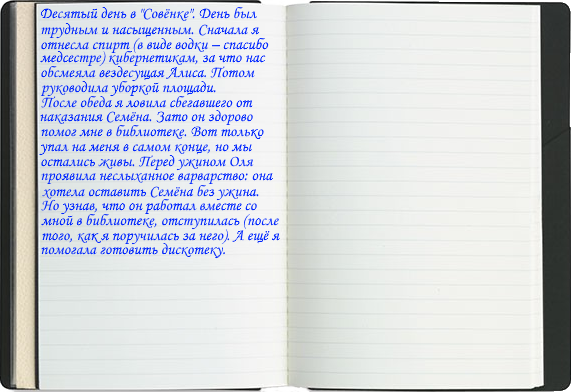 Десятый день в "Совёнке". День был
трудным и насыщенным. Сначала я
отнесла спирт (в виде водки – спасибо
медсестре) кибернетикам, за что нас
обсмеяла вездесущая Алиса. Потом
руководила уборкой площади.
После обеда я ловила сбегавшего от
наказания Семёна. Зато он здорово
помог мне в библиотеке. Вот только
упал на меня в самом конце, но мы
остались живы. Перед ужином Оля
проявила неслыханное варварство: она
хотела оставить Семёна без ужина.
Но узнав, что он работал вместе со
мной в библиотеке, отступилась (после
того, как я поручилась за него). А ещё я
помогала готовить дискотеку.